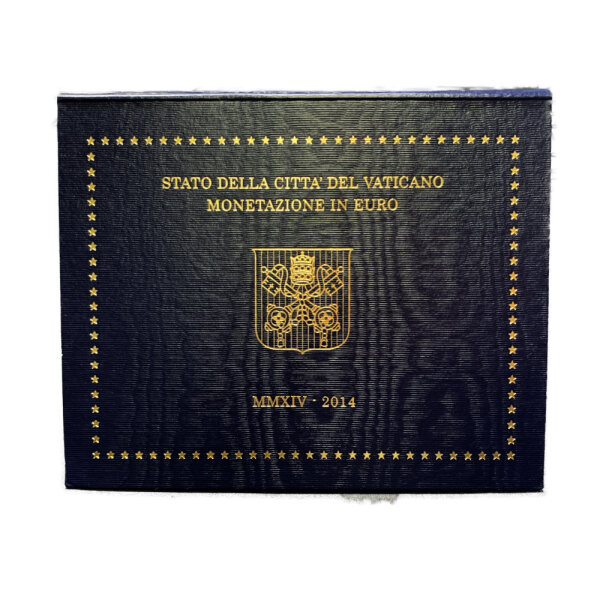 STATO DELLA CITTA' DEL VATICANO
MONETAZIONE IN EURO
MMXIV - 2014